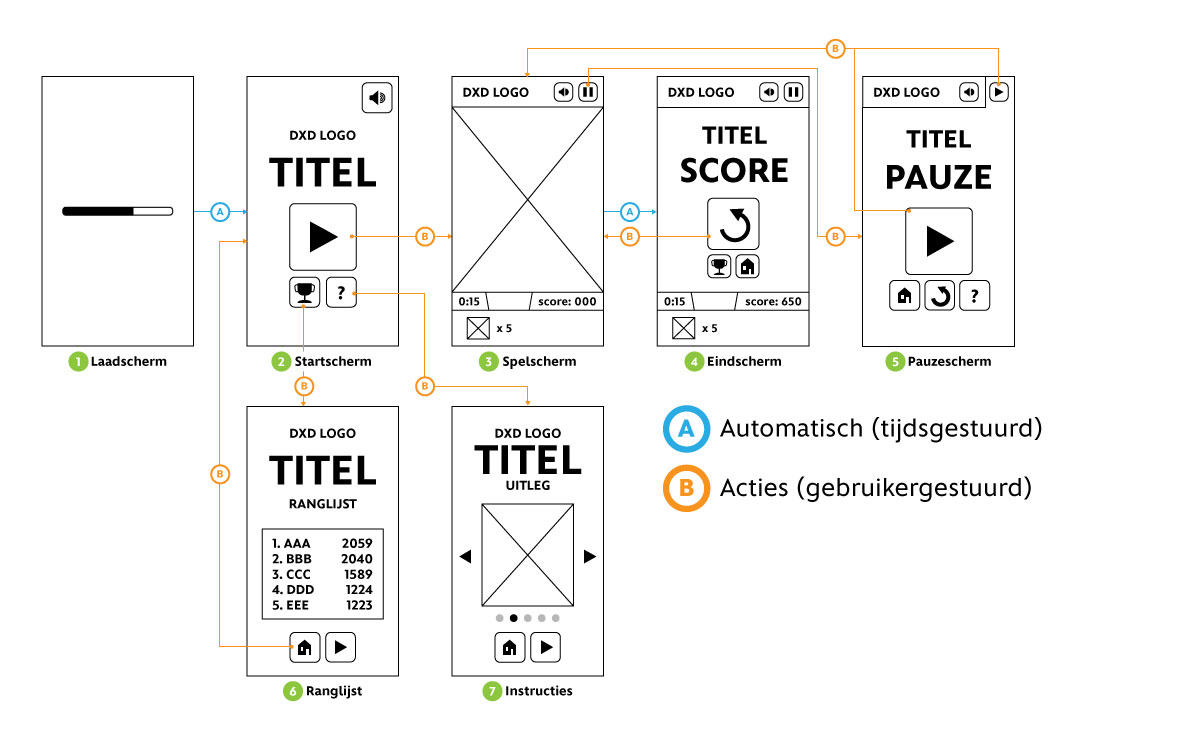 B
DXD LOGO
DXD LOGO
DXD LOGO
DXD LOGO
TITEL
TITEL
TITEL
SCORE
PAUZE
A
A
B
B
B
?
?
0:15
score: 000
0:15
score: 650
x 5
x 5
1 Laadscherm
2 Startscherm
3 Spelscherm
4 Eindscherm
5 Pauzescherm
B
B
DXD LOGO
TITEL
RANGLIJST
1. AAA 2059
2. BBB 2040
3. CCC 1589
4. DDD 1224
5. EEE 1223
B
6 Ranglijst
DXD LOGO
TITEL
UITLEG
7 Instructies
A Automatisch (tijdsgestuurd)
B Acties (gebruikergestuurd)